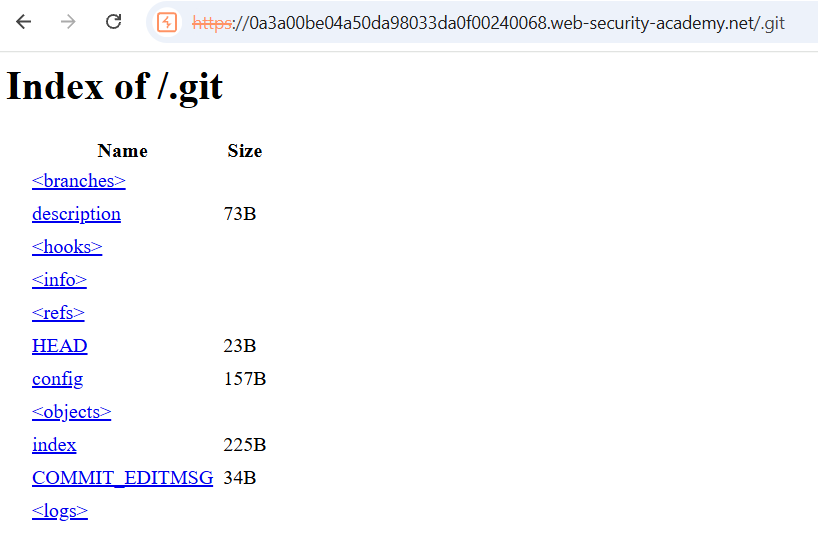 https://0a3a00be04a50da98033da0f00240068.web-security-academy.net/.git
Index of /.git
Name Size
<branches>
description 73B
<hooks>
<info>
<refs>
HEAD 23B
config 157B
<objects>
index 225B
COMMIT_EDITMSG 34B
<logs>